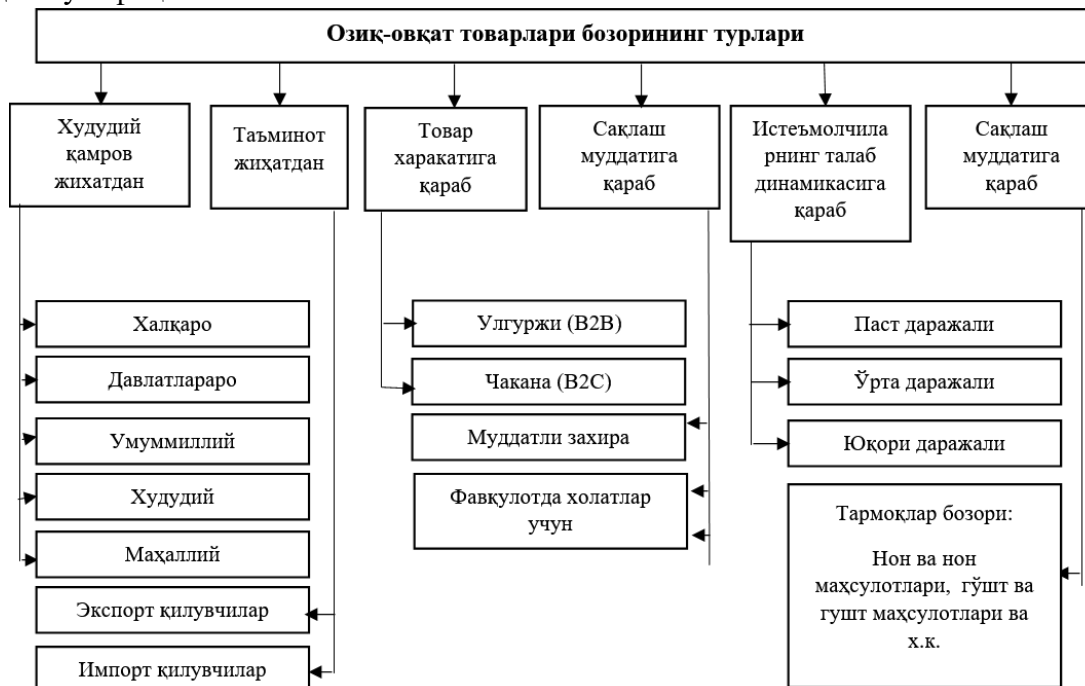 Озиқ-овқат товарлари бозорининг турлари
Худудий
қамров
жихатдан
Таъминот
жиҳатдан
Товар
харакатига
қараб
Сақлаш
муддатига
қараб
Истеъмолчила
рнинг талаб
динамикасига
қараб
Сақлаш
муддатига
қараб
Халқаро
Давлатлараро
Умуммиллий
Худудий
Маҳаллий
Экспорт қилувчилар
Импорт қилувчилар
Улгуржи (B2B)
Чакана (B2C)
Муддатли захира
Фавқулотда холатлар
учун
Паст даражали
Ўрта даражали
Юқори даражали
Тармоқлар бозори:
Нон ва нон
маҳсулотлари, гўшт ва
гушт маҳсулотлари ва
х.к.